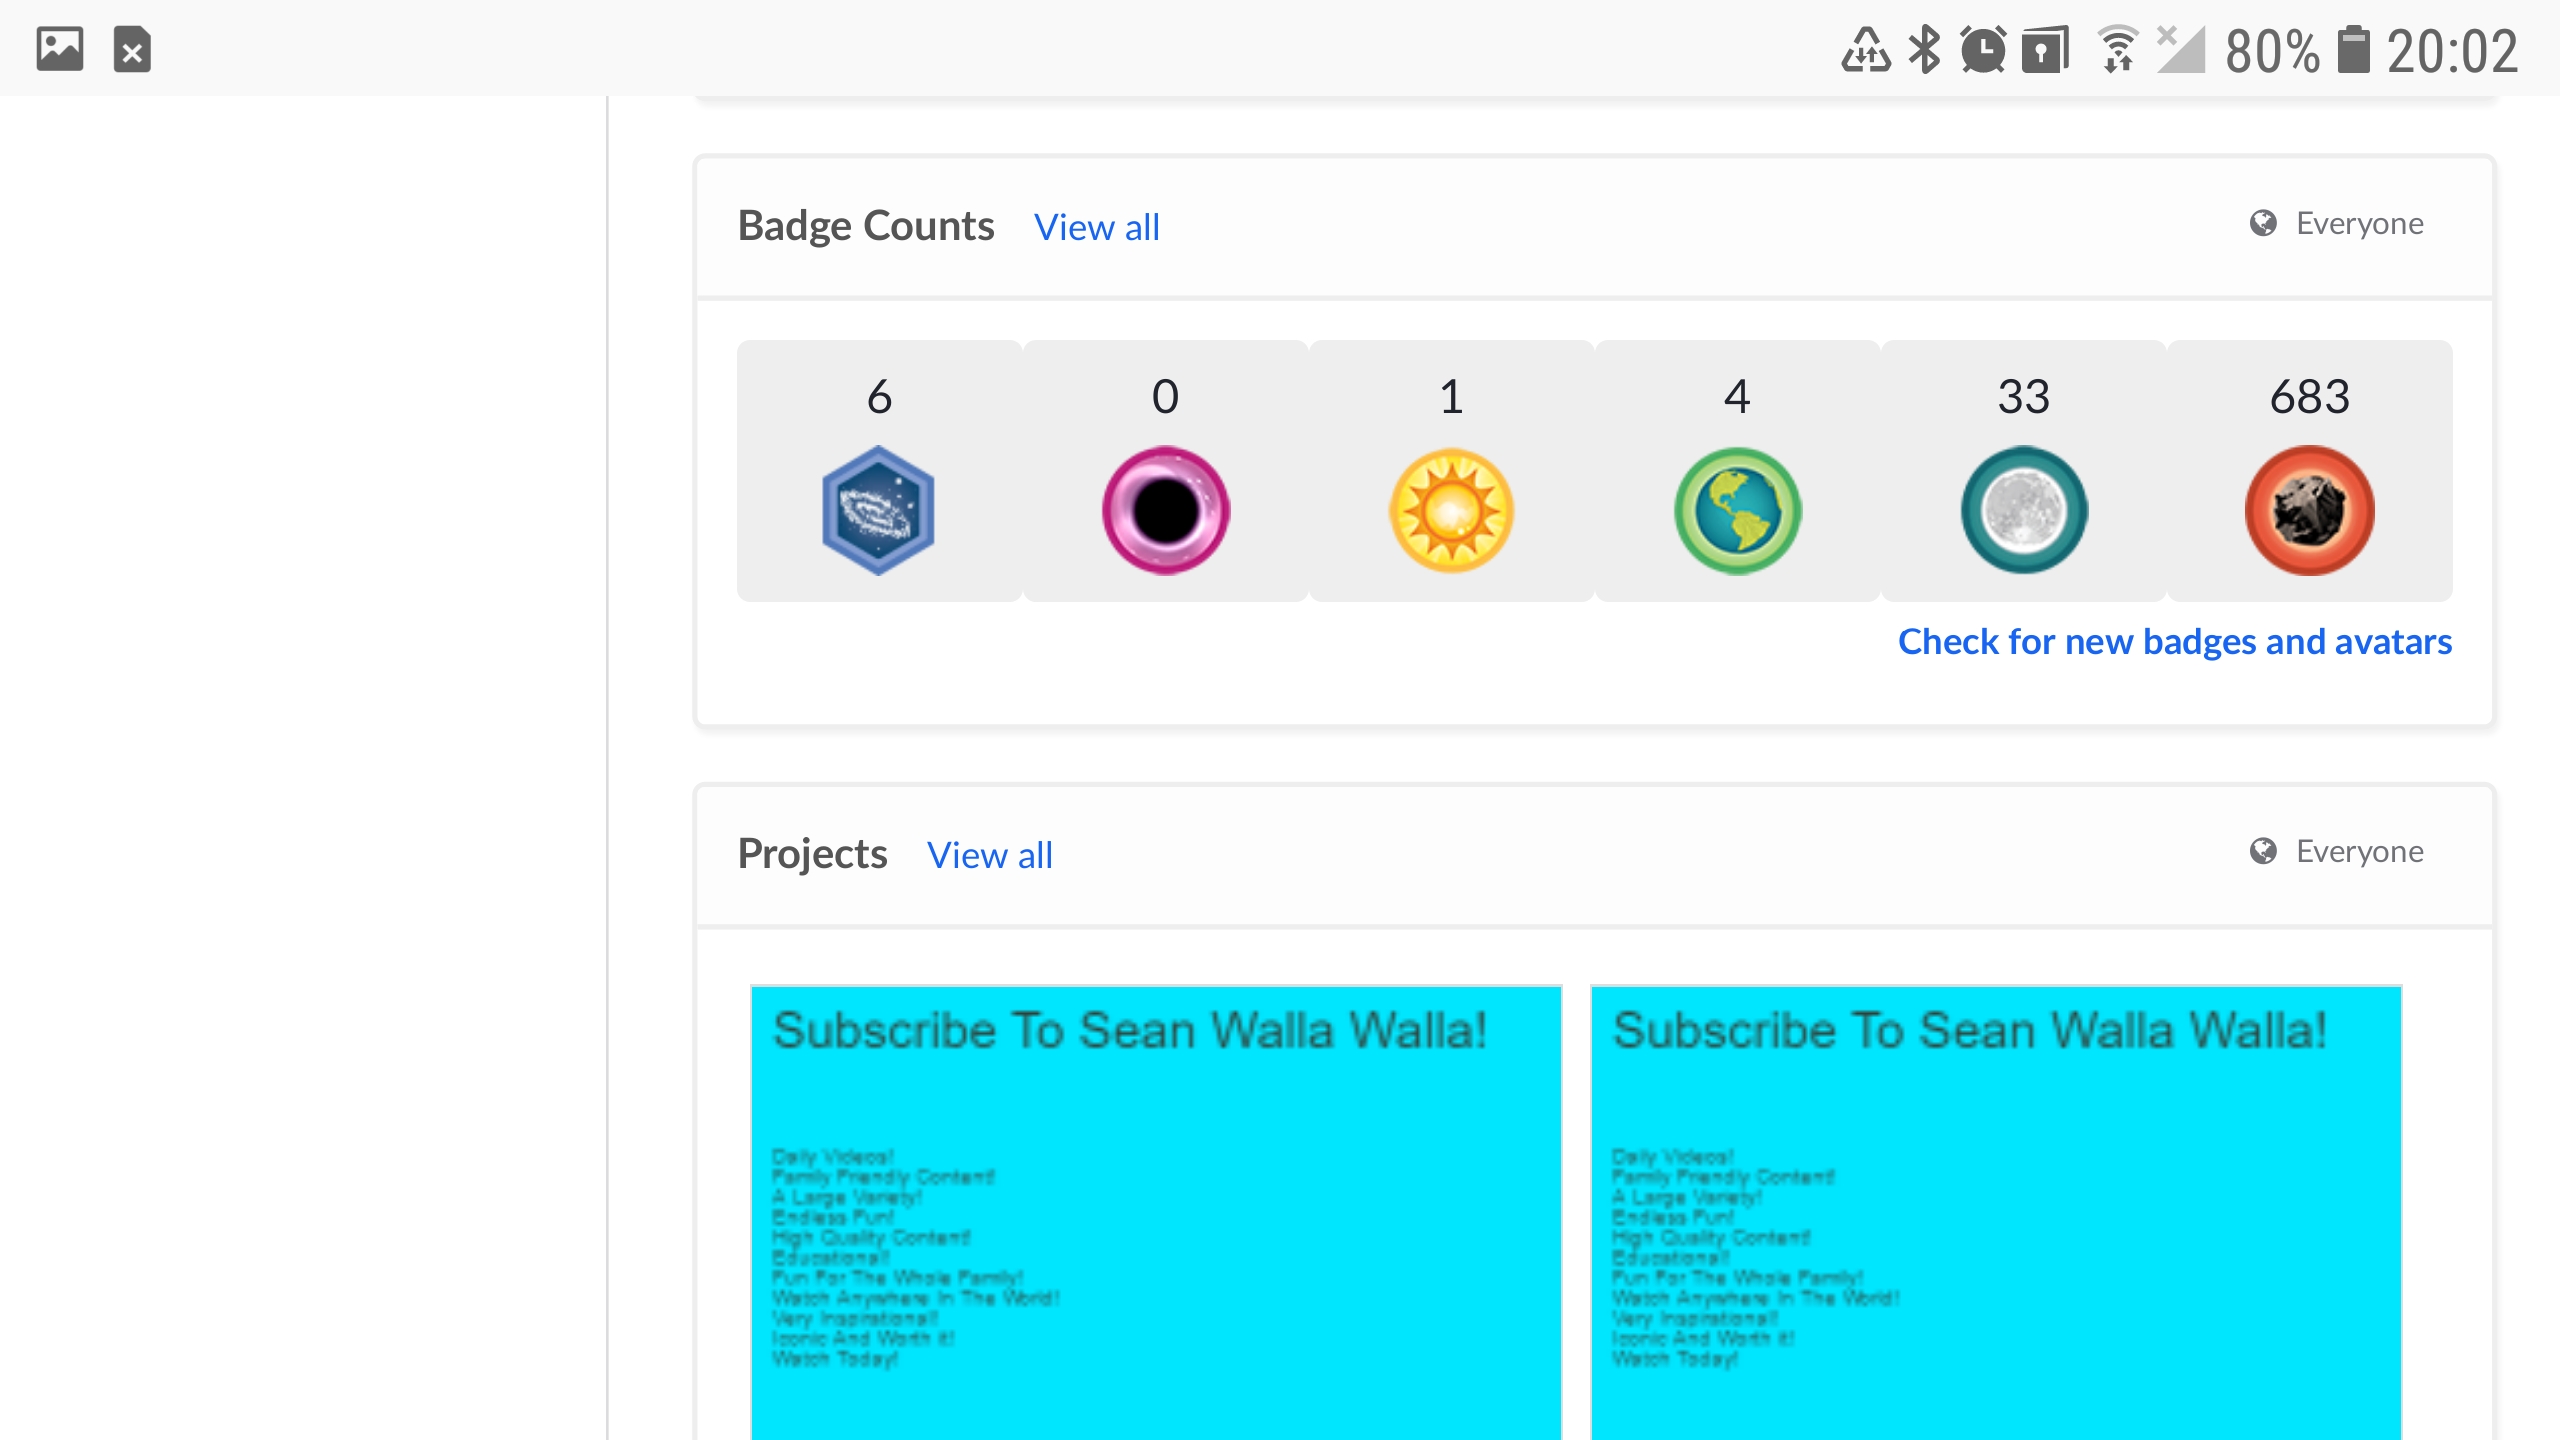 80% 20:02
Badge Counts View all Everyone
6 0 1 4 33 683
Check for new badges and avatars
Projects View all Everyone
Subscribe To Sean Walla Walla! Subscribe To Sean Walla Walla!
Daily Videos! Daily Videos!
Family Friendly Content! Family Friendly Content!
A Large Variety! A Large Variety!
Endless Fun! Endless Fun!
High Quality Content! High Quality Content!
Educational! Educational!
Fun For The Whole Family! Fun For The Whole Family!
Watch Anywhere In The World! Watch Anywhere In The World!
Very Inspirational! Very Inspirational!
Iconic And Worth It! Iconic And Worth It!
Watch Today! Watch Today!